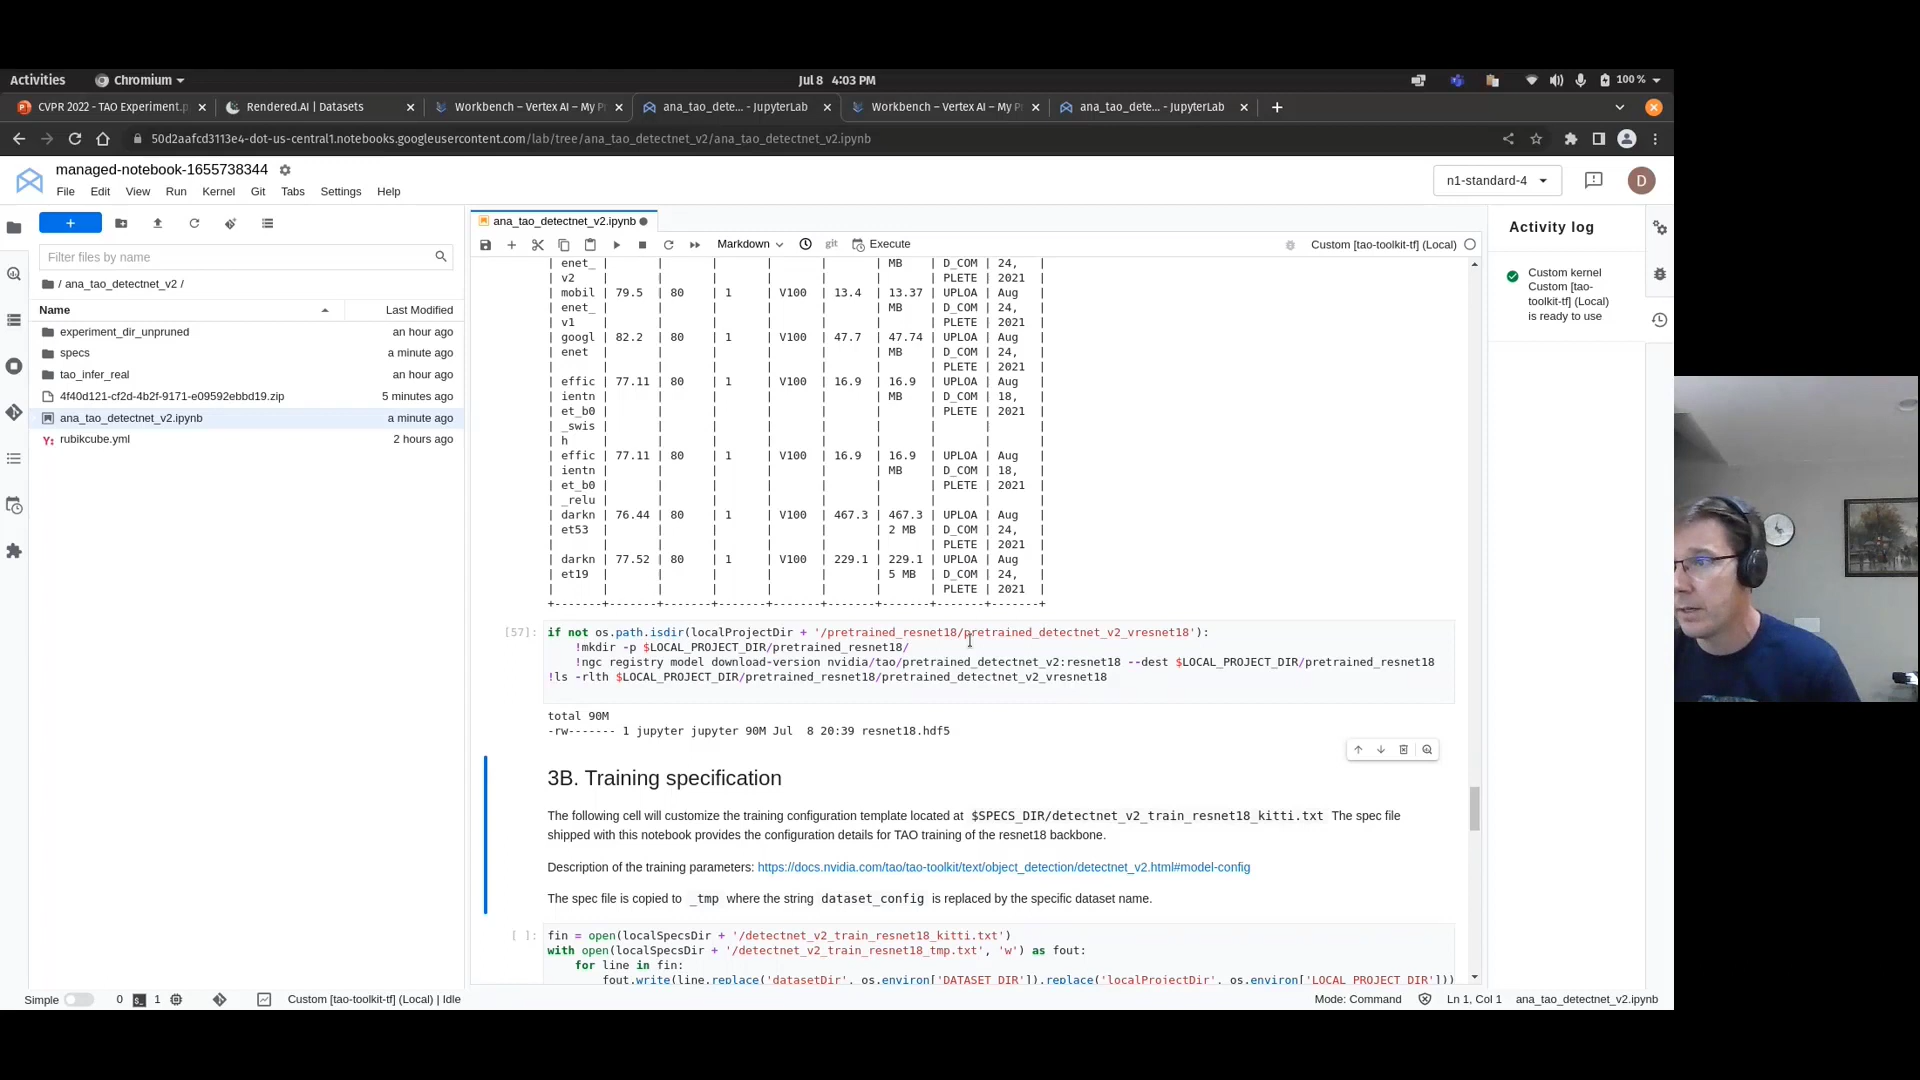 Activities
Chromium
Jul 8 4:03 PM
100 %
CVPR 2022 - TAO Experiment.p
Rendered.AI | Datasets
Workbench – Vertex AI – My P
ana_tao_dete... - JupyterLab
Workbench – Vertex AI – My P
ana_tao_dete... - JupyterLab
50d2aafcd3113e4-dot-us-central1.notebooks.googleusercontent.com/lab/tree/ana_tao_detectnet_v2/ana_tao_detectnet_v2.ipynb
managed-notebook-1655738344
File Edit View Run Kernel Git Tabs Settings Help
n1-standard-4
D
Filter files by name
/ ana_tao_detectnet_v2 /
Name Last Modified
experiment_dir_unpruned an hour ago
specs a minute ago
tao_infer_real an hour ago
4f40d121-cf2d-4b2f-9171-e09592ebbd19.zip 5 minutes ago
ana_tao_detectnet_v2.ipynb a minute ago
Y: rubikcube.yml 2 hours ago
ana_tao_detectnet_v2.ipynb
Markdown git Execute Custom [tao-toolkit-tf] (Local)
| enet_ | | | | | | MB | D_COM | 24, |
| v2 | | | | | | | PLETE | 2021 |
| mobil | 79.5 | 80 | 1 | V100 | 13.4 | 13.37 | UPLOA | Aug |
| enet_ | | | | | | MB | D_COM | 24, |
| v1 | | | | | | | PLETE | 2021 |
| googl | 82.2 | 80 | 1 | V100 | 47.7 | 47.74 | UPLOA | Aug |
| enet | | | | | | MB | D_COM | 24, |
| | | | | | | | PLETE | 2021 |
| effic | 77.11 | 80 | 1 | V100 | 16.9 | 16.9 | UPLOA | Aug |
| ientn | | | | | | MB | D_COM | 18, |
| et_b0 | | | | | | | PLETE | 2021 |
| _swis | | | | | | | | |
| h | | | | | | | | |
| effic | 77.11 | 80 | 1 | V100 | 16.9 | 16.9 | UPLOA | Aug |
| ientn | | | | | | MB | D_COM | 18, |
| et_b0 | | | | | | | PLETE | 2021 |
| _relu | | | | | | | | |
| darkn | 76.44 | 80 | 1 | V100 | 467.3 | 467.3 | UPLOA | Aug |
| et53 | | | | | | 2 MB | D_COM | 24, |
| | | | | | | | PLETE | 2021 |
| darkn | 77.52 | 80 | 1 | V100 | 229.1 | 229.1 | UPLOA | Aug |
| et19 | | | | | | 5 MB | D_COM | 24, |
| | | | | | | | PLETE | 2021 |
+-------+-------+-------+-------+-------+-------+-------+-------+-------+
[57]: if not os.path.isdir(localProjectDir + '/pretrained_resnet18/pretrained_detectnet_v2_vresnet18'):
!mkdir -p $LOCAL_PROJECT_DIR/pretrained_resnet18/
!ngc registry model download-version nvidia/tao/pretrained_detectnet_v2:resnet18 --dest $LOCAL_PROJECT_DIR/pretrained_resnet18
!ls -rlth $LOCAL_PROJECT_DIR/pretrained_resnet18/pretrained_detectnet_v2_vresnet18
total 90M
-rw------- 1 jupyter jupyter 90M Jul 8 20:39 resnet18.hdf5
3B. Training specification
The following cell will customize the training configuration template located at $SPECS_DIR/detectnet_v2_train_resnet18_kitti.txt The spec file
shipped with this notebook provides the configuration details for TAO training of the resnet18 backbone.
Description of the training parameters: https://docs.nvidia.com/tao/tao-toolkit/text/object_detection/detectnet_v2.html#model-config
The spec file is copied to _tmp where the string dataset_config is replaced by the specific dataset name.
[ ]: fin = open(localSpecsDir + '/detectnet_v2_train_resnet18_kitti.txt')
with open(localSpecsDir + '/detectnet_v2_train_resnet18_tmp.txt', 'w') as fout:
for line in fin:
fout.write(line.replace('datasetDir', os.environ['DATASET_DIR']).replace('localProjectDir', os.environ['LOCAL_PROJECT_DIR']))
Activity log
Custom kernel
Custom [tao-
toolkit-tf] (Local)
is ready to use
Simple 0 $_ 1 Custom [tao-toolkit-tf] (Local) | Idle
Mode: Command Ln 1, Col 1 ana_tao_detectnet_v2.ipynb